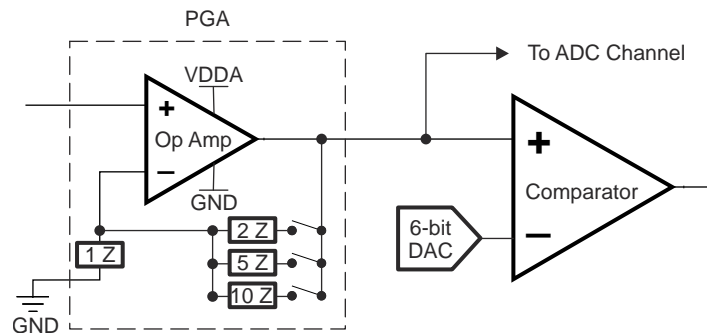 PGA
To ADC Channel
VDDA
+
Op Amp
−
GND
+
Comparator
−
6-bit
DAC
1 Z
2 Z
5 Z
10 Z
GND